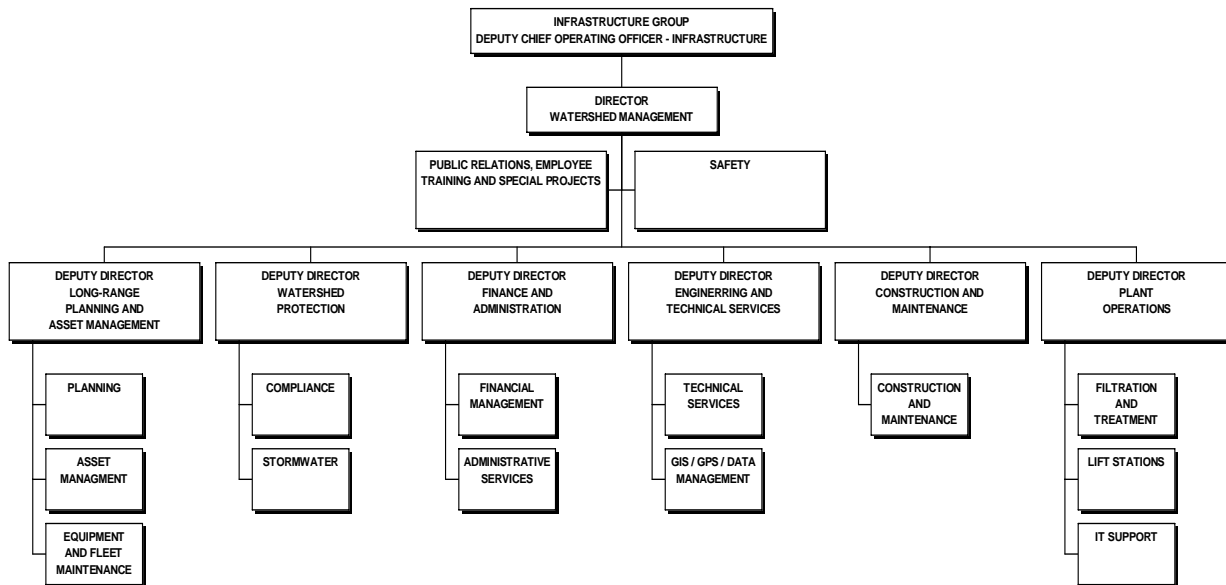 INFRASTRUCTURE GROUP
DEPUTY CHIEF OPERATING OFFICER - INFRASTRUCTURE
DIRECTOR
WATERSHED MANAGEMENT
PUBLIC RELATIONS, EMPLOYEE
TRAINING AND SPECIAL PROJECTS
SAFETY
DEPUTY DIRECTOR
LONG-RANGE
PLANNING AND
ASSET MANAGEMENT
DEPUTY DIRECTOR
WATERSHED
PROTECTION
DEPUTY DIRECTOR
FINANCE AND
ADMINISTRATION
DEPUTY DIRECTOR
ENGINERRING AND
TECHNICAL SERVICES
DEPUTY DIRECTOR
CONSTRUCTION AND
MAINTENANCE
DEPUTY DIRECTOR
PLANT
OPERATIONS
PLANNING
ASSET
MANAGMENT
EQUIPMENT
AND FLEET
MAINTENANCE
COMPLIANCE
STORMWATER
FINANCIAL
MANAGEMENT
ADMINISTRATIVE
SERVICES
TECHNICAL
SERVICES
GIS / GPS / DATA
MANAGEMENT
CONSTRUCTION
AND
MAINTENANCE
FILTRATION
AND
TREATMENT
LIFT STATIONS
IT SUPPORT